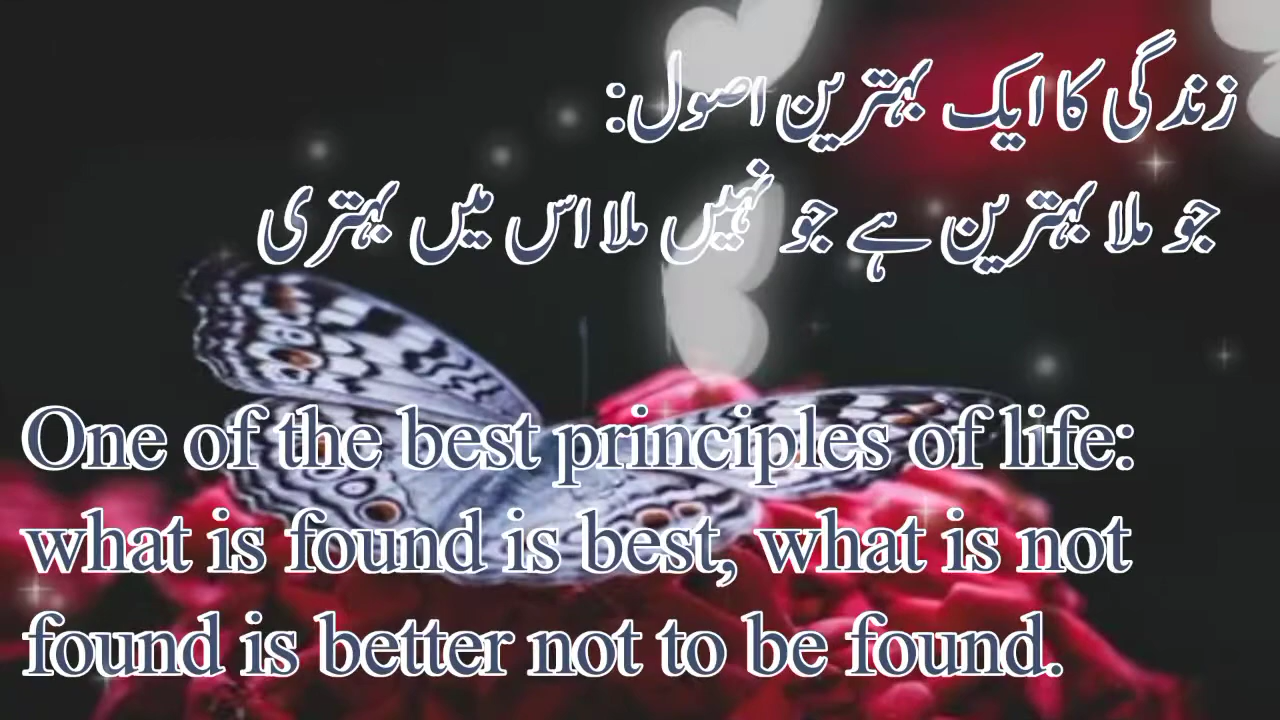 زندگی کا ایک بہترین اصول:
جو ملا بہترین ہے جو نہیں ملا اس میں بہتری
One of the best principles of life:
what is found is best, what is not
found is better not to be found.